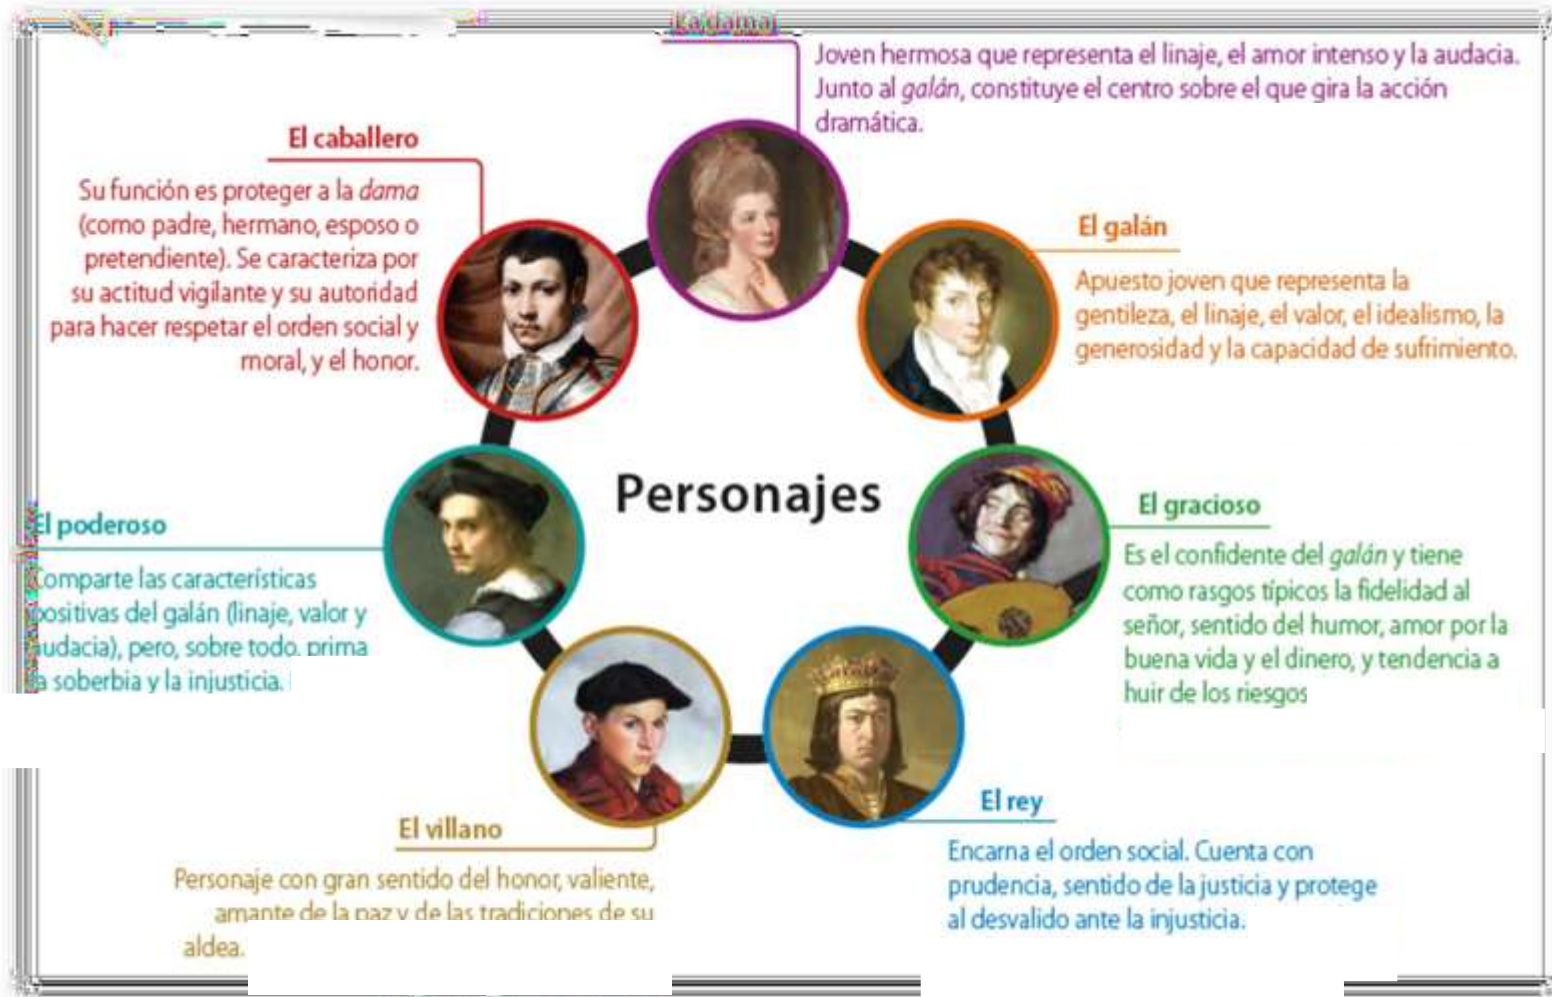 La dama
Joven hermosa que representa el linaje, el amor intenso y la audacia.
Junto al galán, constituye el centro sobre el que gira la acción
dramática.
El caballero
Su función es proteger a la dama
(como padre, hermano, esposo o
pretendiente). Se caracteriza por
su actitud vigilante y su autoridad
para hacer respetar el orden social y
moral, y el honor.
El galán
Apuesto joven que representa la
gentileza, el linaje, el valor, el idealismo, la
generosidad y la capacidad de sufrimiento.
Personajes
El poderoso
Comparte las características
positivas del galán (linaje, valor y
audacia), pero, sobre todo, prima
la soberbia y la injusticia.
El gracioso
Es el confidente del galán y tiene
como rasgos típicos la fidelidad al
señor, sentido del humor, amor por la
buena vida y el dinero, y tendencia a
huir de los riesgos
El villano
Personaje con gran sentido del honor, valiente,
amante de la paz y de las tradiciones de su
aldea.
El rey
Encarna el orden social. Cuenta con
prudencia, sentido de la justicia y protege
al desvalido ante la injusticia.